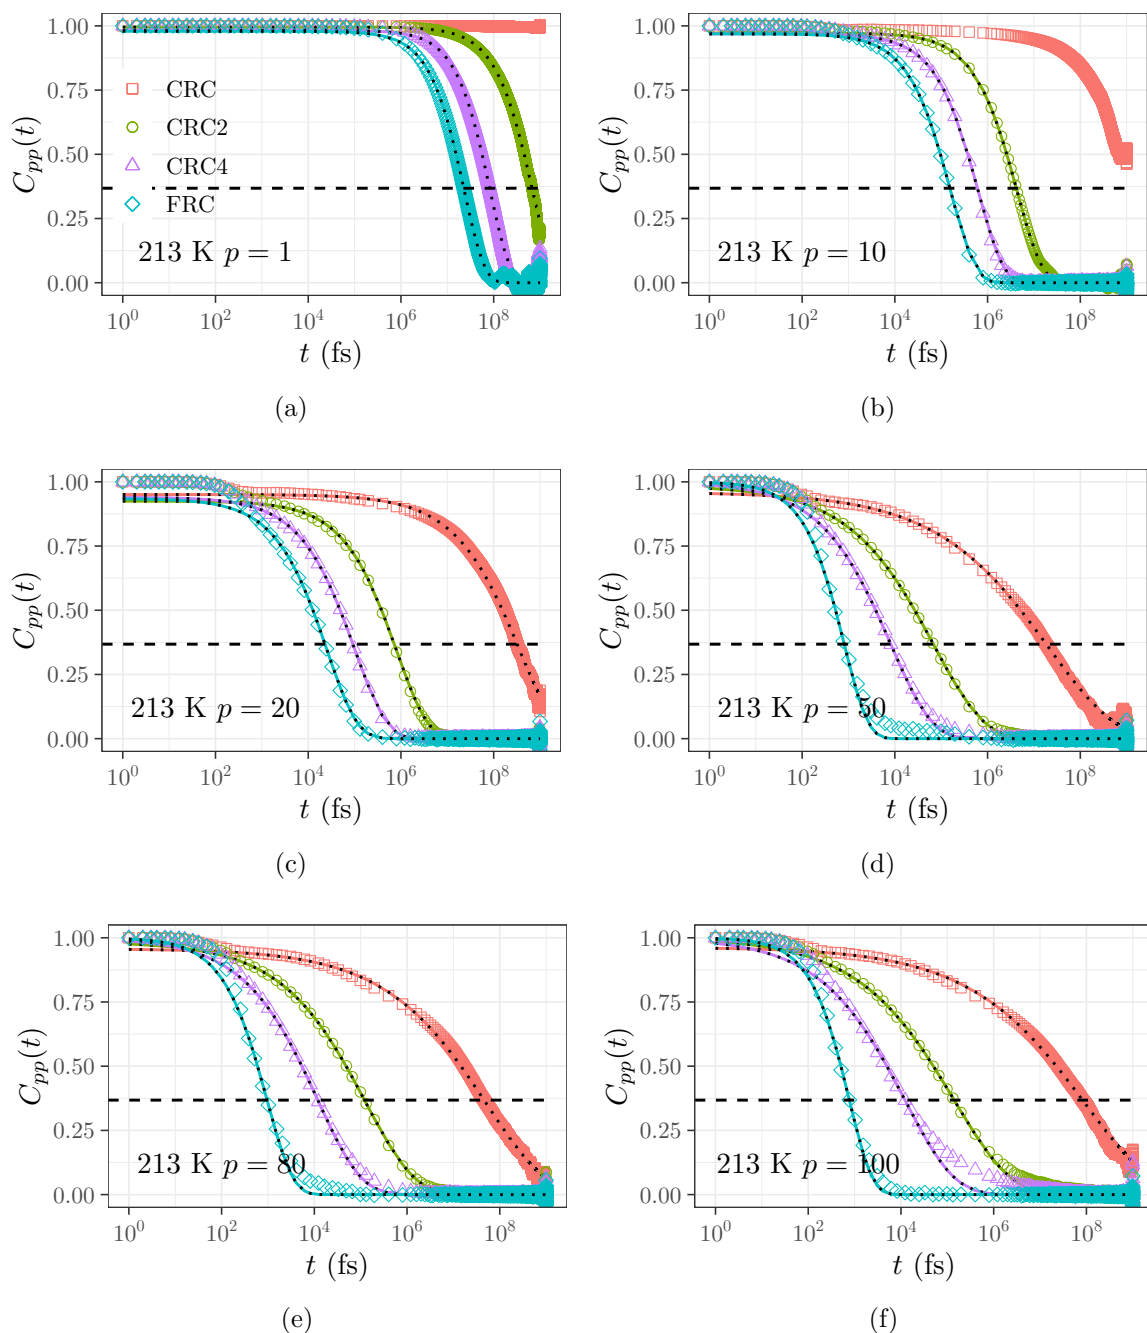 1.00
0.75
0.50
0.25
0.00
C_pp(t)
CRC
CRC2
CRC4
FRC
213 K p = 1
10^0 10^2 10^4 10^6 10^8
t (fs)
(a)
1.00
0.75
0.50
0.25
0.00
C_pp(t)
213 K p = 10
10^0 10^2 10^4 10^6 10^8
t (fs)
(b)
1.00
0.75
0.50
0.25
0.00
C_pp(t)
213 K p = 20
10^0 10^2 10^4 10^6 10^8
t (fs)
(c)
1.00
0.75
0.50
0.25
0.00
C_pp(t)
213 K p = 50
10^0 10^2 10^4 10^6 10^8
t (fs)
(d)
1.00
0.75
0.50
0.25
0.00
C_pp(t)
213 K p = 80
10^0 10^2 10^4 10^6 10^8
t (fs)
(e)
1.00
0.75
0.50
0.25
0.00
C_pp(t)
213 K p = 100
10^0 10^2 10^4 10^6 10^8
t (fs)
(f)